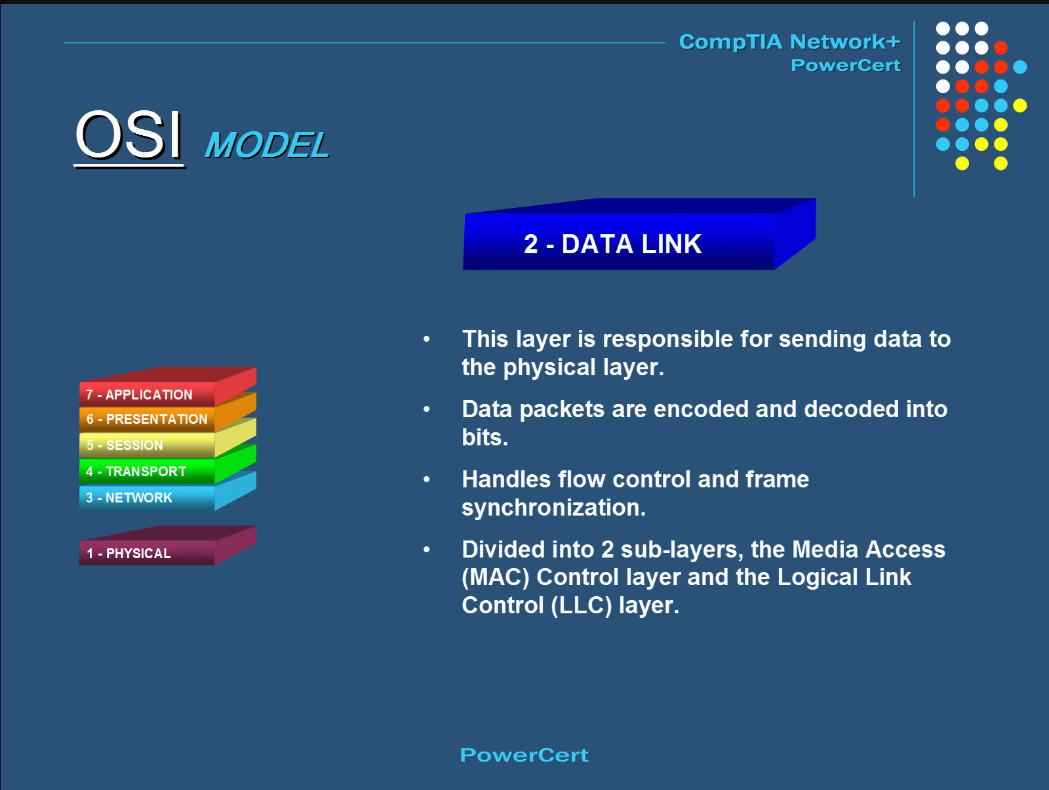 CompTIA Network+
PowerCert
OSI MODEL
2 - DATA LINK
• This layer is responsible for sending data to
the physical layer.
• Data packets are encoded and decoded into
bits.
• Handles flow control and frame
synchronization.
• Divided into 2 sub-layers, the Media Access
(MAC) Control layer and the Logical Link
Control (LLC) layer.
7 - APPLICATION
6 - PRESENTATION
5 - SESSION
4 - TRANSPORT
3 - NETWORK
1 - PHYSICAL
PowerCert